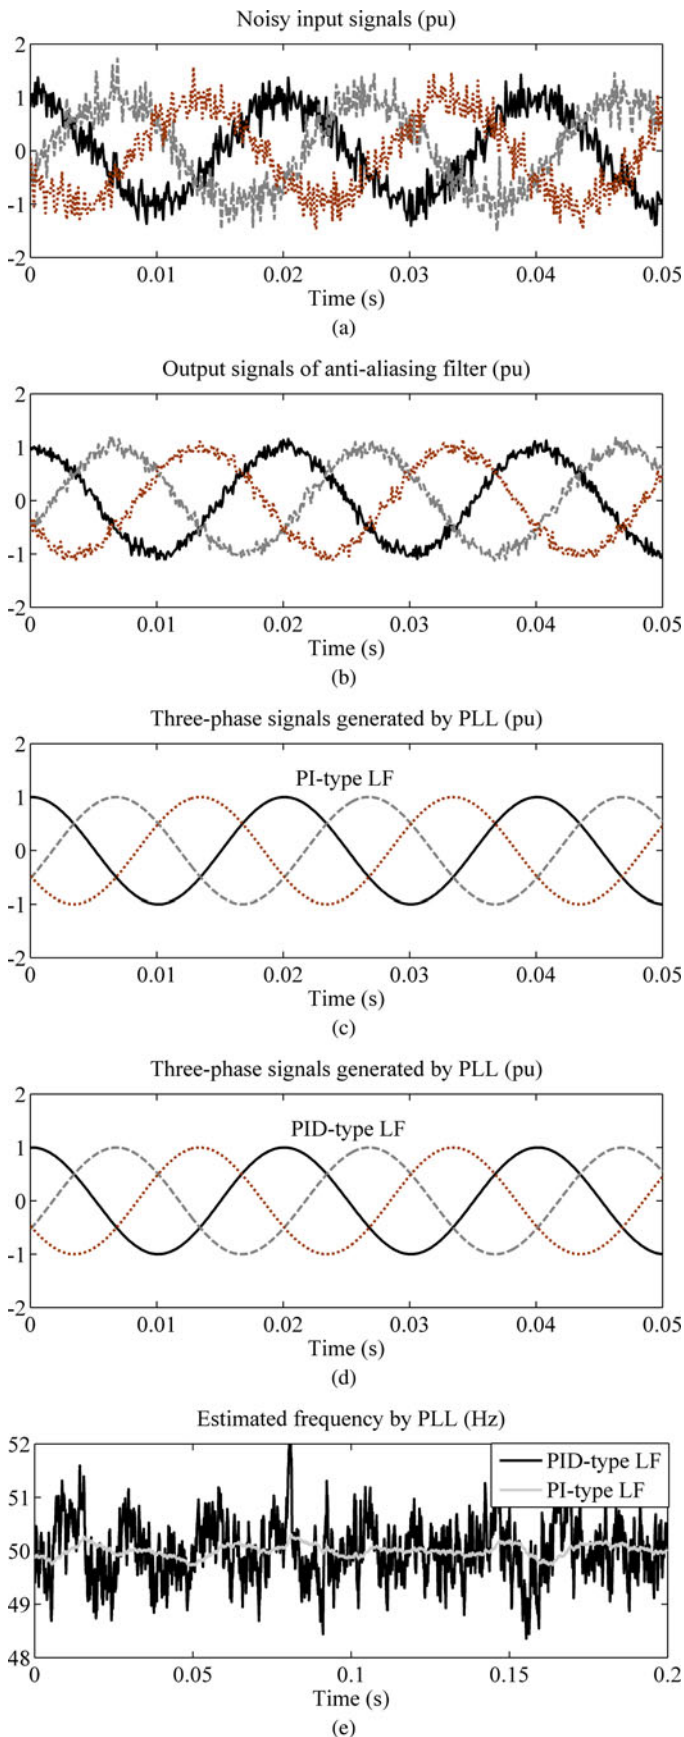 Noisy input signals (pu)
2
1
0
-1
-2
0 0.01 0.02 0.03 0.04 0.05
Time (s)
(a)
Output signals of anti-aliasing filter (pu)
2
1
0
-1
-2
0 0.01 0.02 0.03 0.04 0.05
Time (s)
(b)
Three-phase signals generated by PLL (pu)
2
PI-type LF
1
0
-1
-2
0 0.01 0.02 0.03 0.04 0.05
Time (s)
(c)
Three-phase signals generated by PLL (pu)
2
PID-type LF
1
0
-1
-2
0 0.01 0.02 0.03 0.04 0.05
Time (s)
(d)
Estimated frequency by PLL (Hz)
52
PID-type LF
PI-type LF
51
50
49
48
0 0.05 0.1 0.15 0.2
Time (s)
(e)